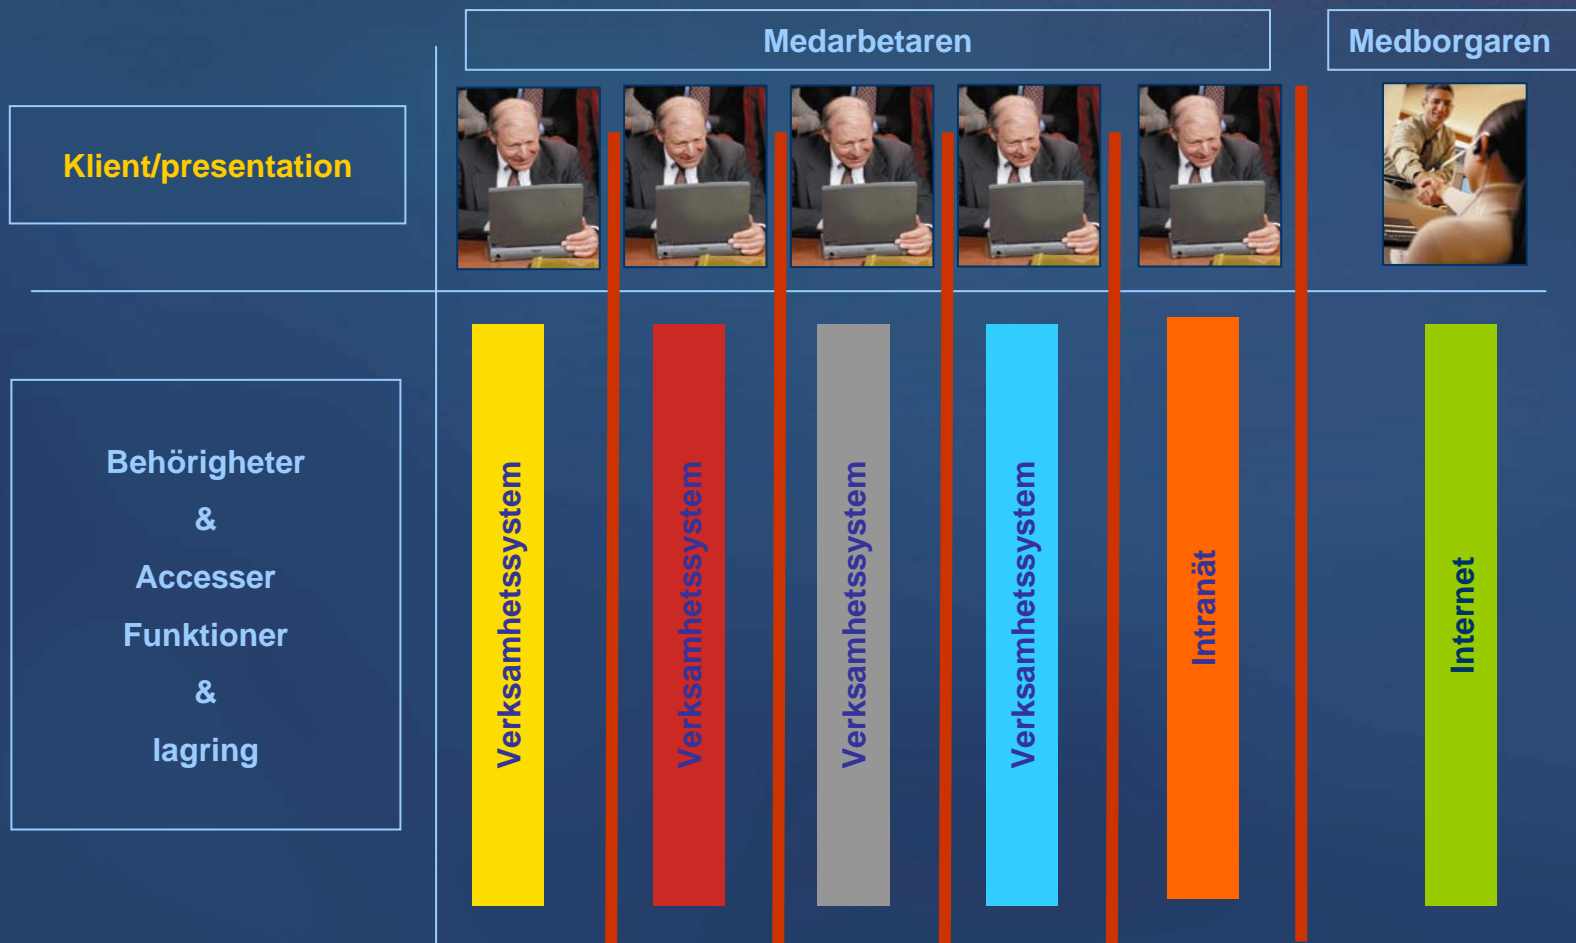 Medarbetaren
Medborgaren
Klient/presentation
Behörigheter
&
Accesser
Funktioner
&
lagring
Verksamhetssystem
Verksamhetssystem
Verksamhetssystem
Verksamhetssystem
Intranät
Internet